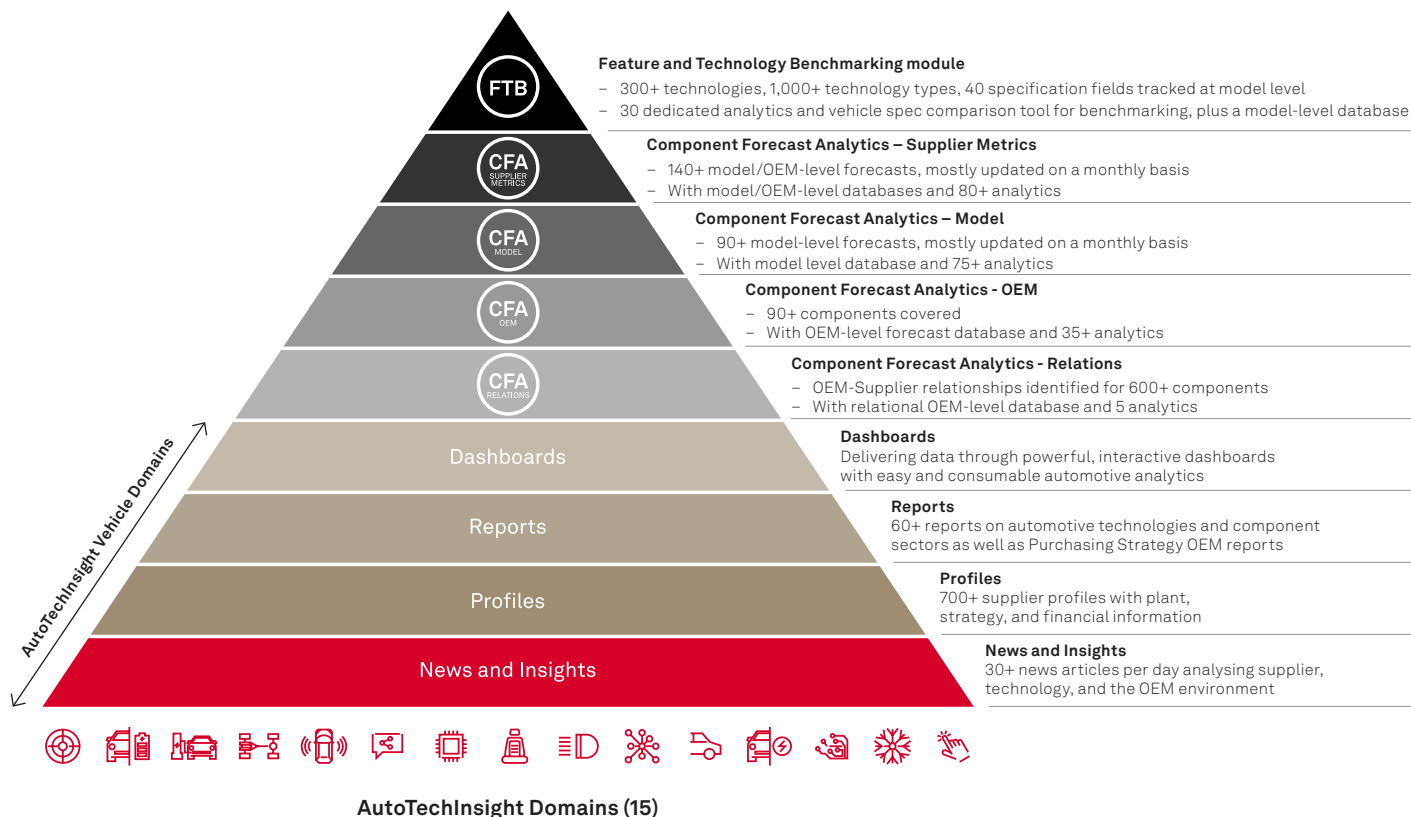 FTB
Feature and Technology Benchmarking module
– 300+ technologies, 1,000+ technology types, 40 specification fields tracked at model level
– 30 dedicated analytics and vehicle spec comparison tool for benchmarking, plus a model-level database
CFA
SUPPLIER
METRICS
Component Forecast Analytics – Supplier Metrics
– 140+ model/OEM-level forecasts, mostly updated on a monthly basis
– With model/OEM-level databases and 80+ analytics
CFA
MODEL
Component Forecast Analytics – Model
– 90+ model-level forecasts, mostly updated on a monthly basis
– With model level database and 75+ analytics
CFA
OEM
Component Forecast Analytics - OEM
– 90+ components covered
– With OEM-level forecast database and 35+ analytics
CFA
RELATIONS
Component Forecast Analytics - Relations
– OEM-Supplier relationships identified for 600+ components
– With relational OEM-level database and 5 analytics
AutoTechInsight Vehicle Domains
Dashboards
Dashboards
Delivering data through powerful, interactive dashboards
with easy and consumable automotive analytics
Reports
Reports
60+ reports on automotive technologies and component
sectors as well as Purchasing Strategy OEM reports
Profiles
Profiles
700+ supplier profiles with plant,
strategy, and financial information
News and Insights
News and Insights
30+ news articles per day analysing supplier,
technology, and the OEM environment
AutoTechInsight Domains (15)